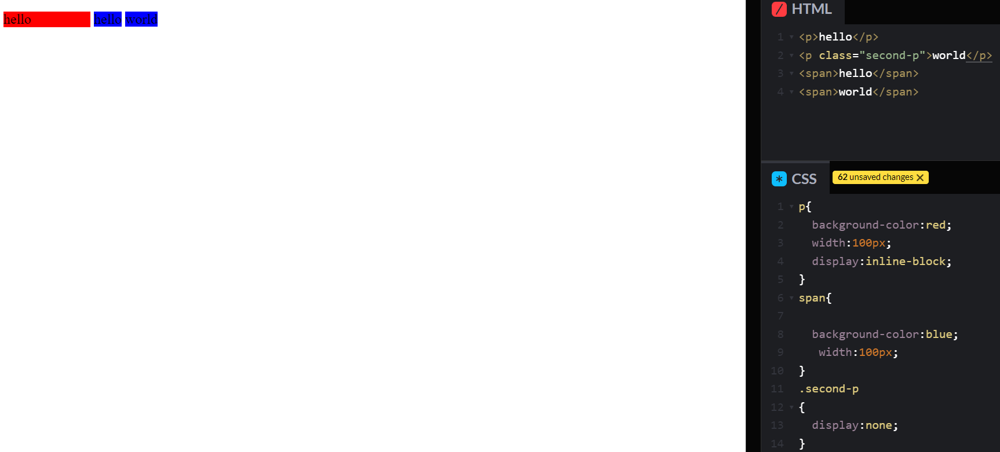 hello hello world
HTML
1 <p>hello</p>
2 <p class="second-p">world</p>
3 <span>hello</span>
4 <span>world</span>
CSS 62 unsaved changes
1 p{
2 background-color:red;
3 width:100px;
4 display:inline-block;
5 }
6 span{
7
8 background-color:blue;
9 width:100px;
10 }
11 .second-p
12 {
13 display:none;
14 }